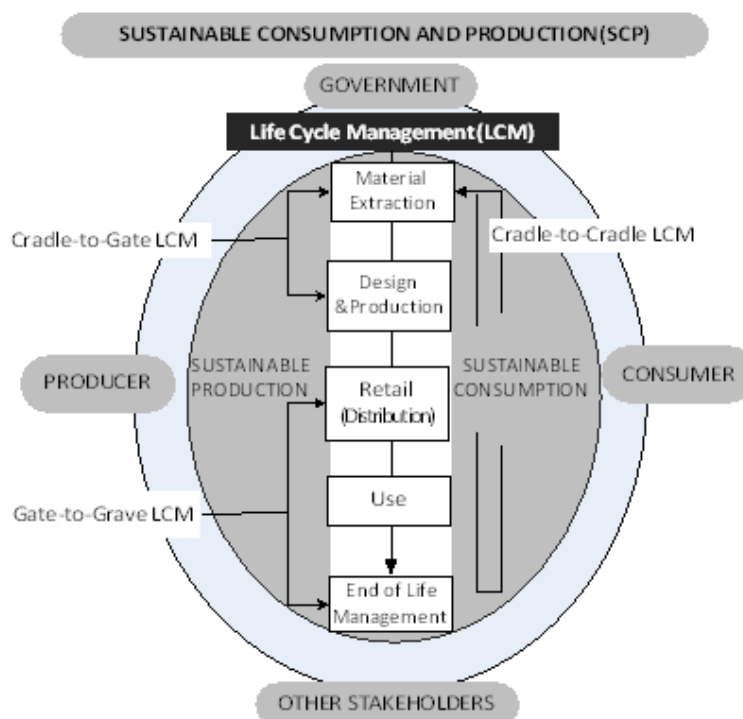 SUSTAINABLE CONSUMPTION AND PRODUCTION(SCP)
GOVERNMENT
Life Cycle Management(LCM)
Material
Extraction
Cradle-to-Gate LCM
Cradle-to-Cradle LCM
Design
&Production
PRODUCER
SUSTAINABLE
PRODUCTION
Retail
(Distribution)
SUSTAINABLE
CONSUMPTION
CONSUMER
Use
Gate-to-Grave LCM
End of Life
Management
OTHER STAKEHOLDERS